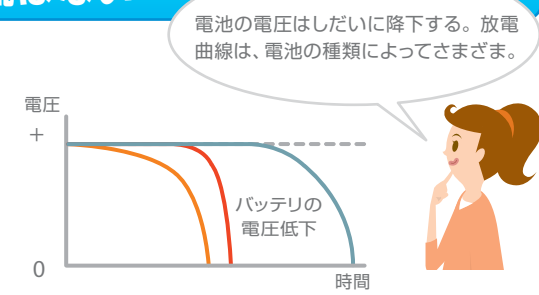 電池の電圧はしだいに降下する。放電
曲線は、電池の種類によってさまざま。
電圧
+
バッテリの
電圧低下
0
時間